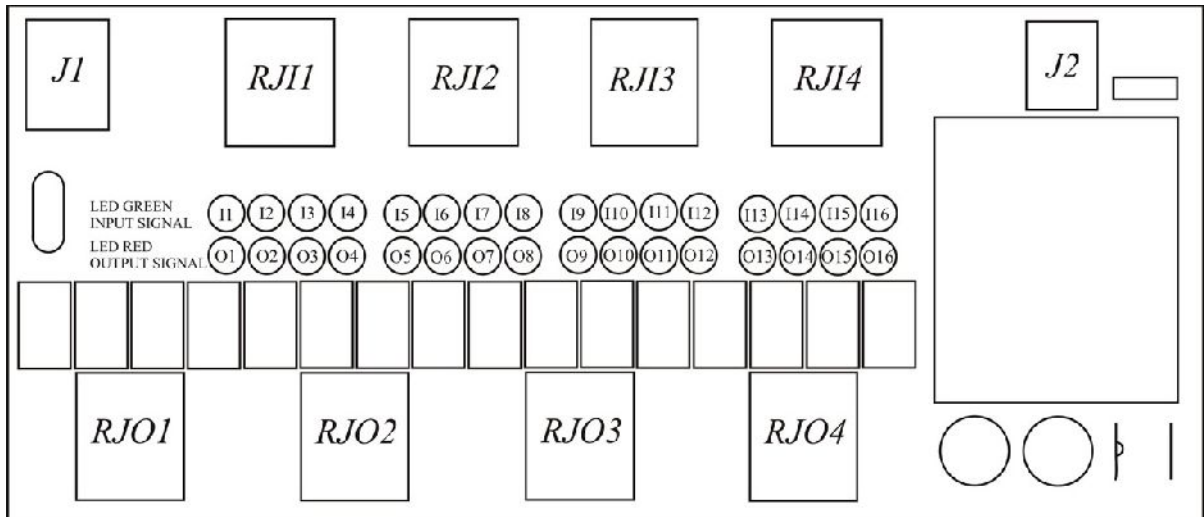 J1 RJI1 RJI2 RJI3 RJI4 J2
LED GREEN
INPUT SIGNAL I1 I2 I3 I4 I5 I6 I7 I8 I9 I10 I11 I12 I13 I14 I15 I16
LED RED
OUTPUT SIGNAL O1 O2 O3 O4 O5 O6 O7 O8 O9 O10 O11 O12 O13 O14 O15 O16
RJO1 RJO2 RJO3 RJO4